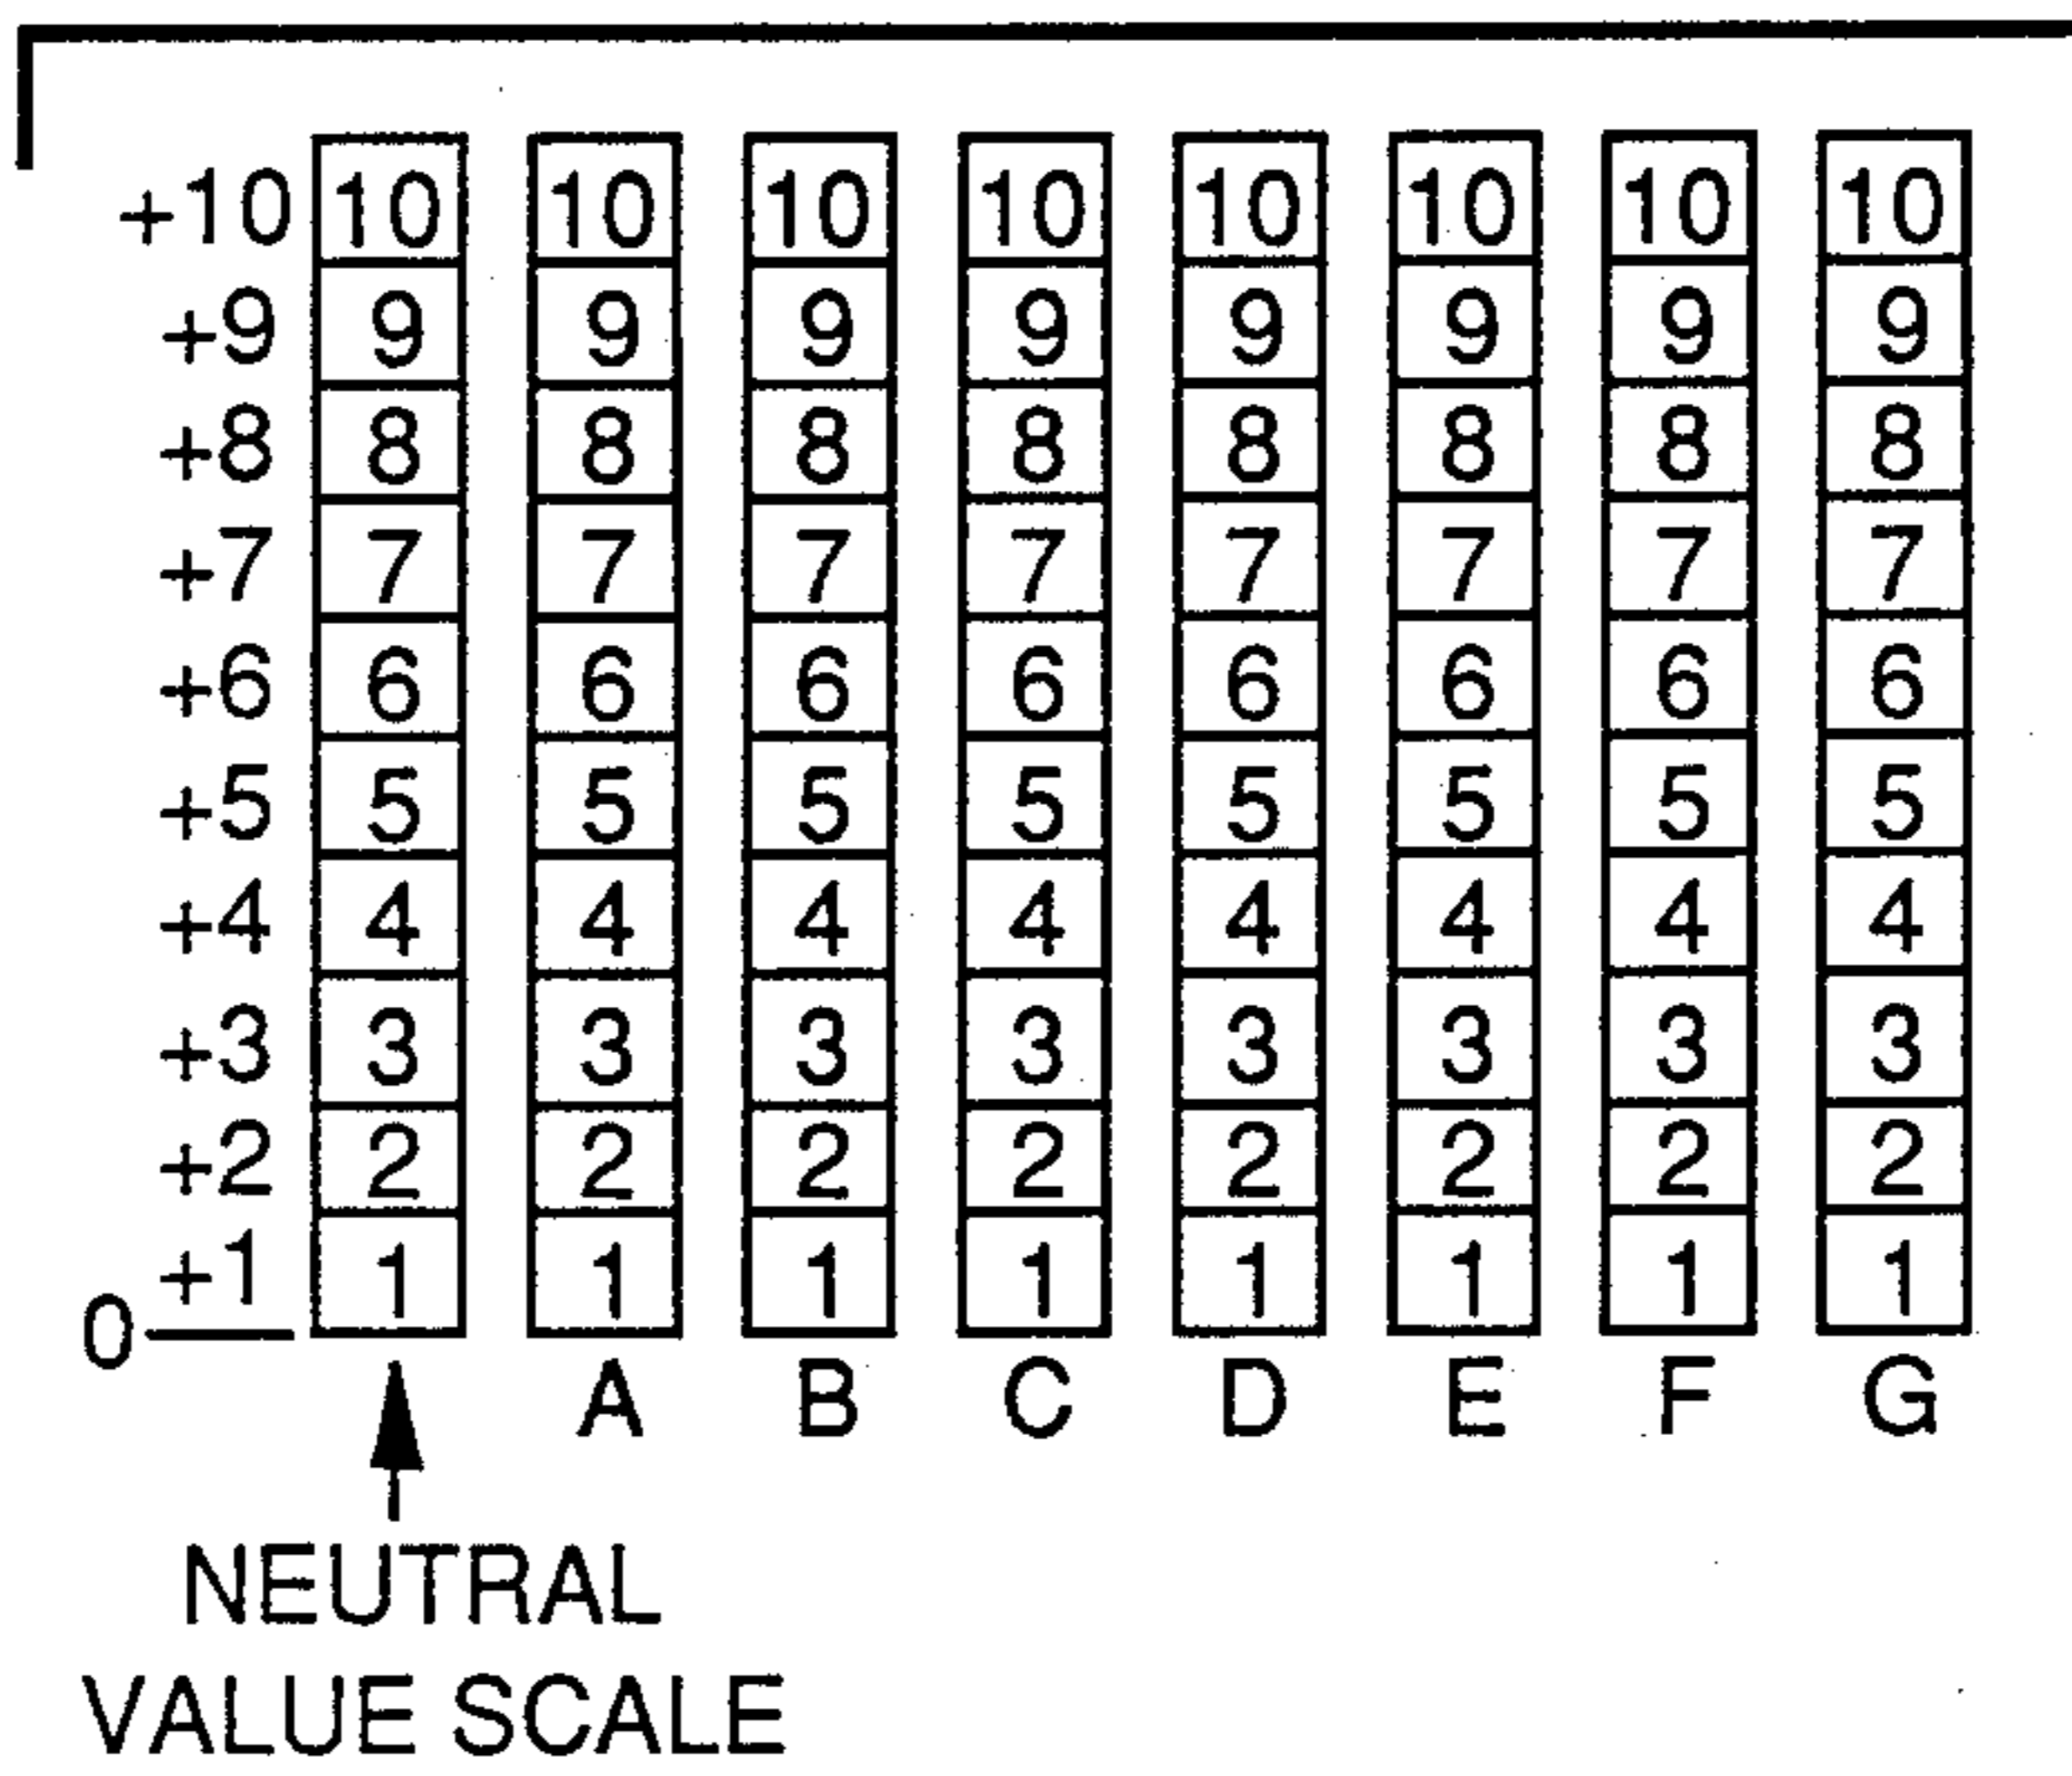 +10 10 10 10 10 10 10 10 10
+9 9 9 9 9 9 9 9 9
+8 8 8 8 8 8 8 8 8
+7 7 7 7 7 7 7 7 7
+6 6 6 6 6 6 6 6 6
+5 5 5 5 5 5 5 5 5
+4 4 4 4 4 4 4 4 4
+3 3 3 3 3 3 3 3 3
+2 2 2 2 2 2 2 2 2
+1 1 1 1 1 1 1 1 1
0
A B C D E F G
NEUTRAL
VALUE SCALE